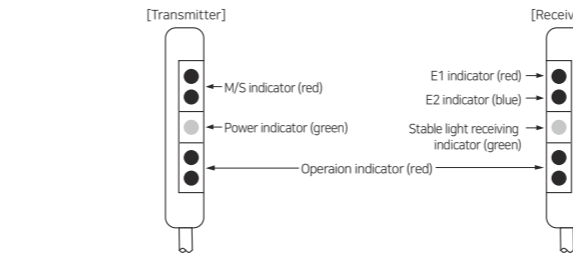 [Transmitter]
[Receiv
M/S indicator (red)
E1 indicator (red)
E2 indicator (blue)
Power indicator (green)
Stable light receiving
indicator (green)
Operaion indicator (red)